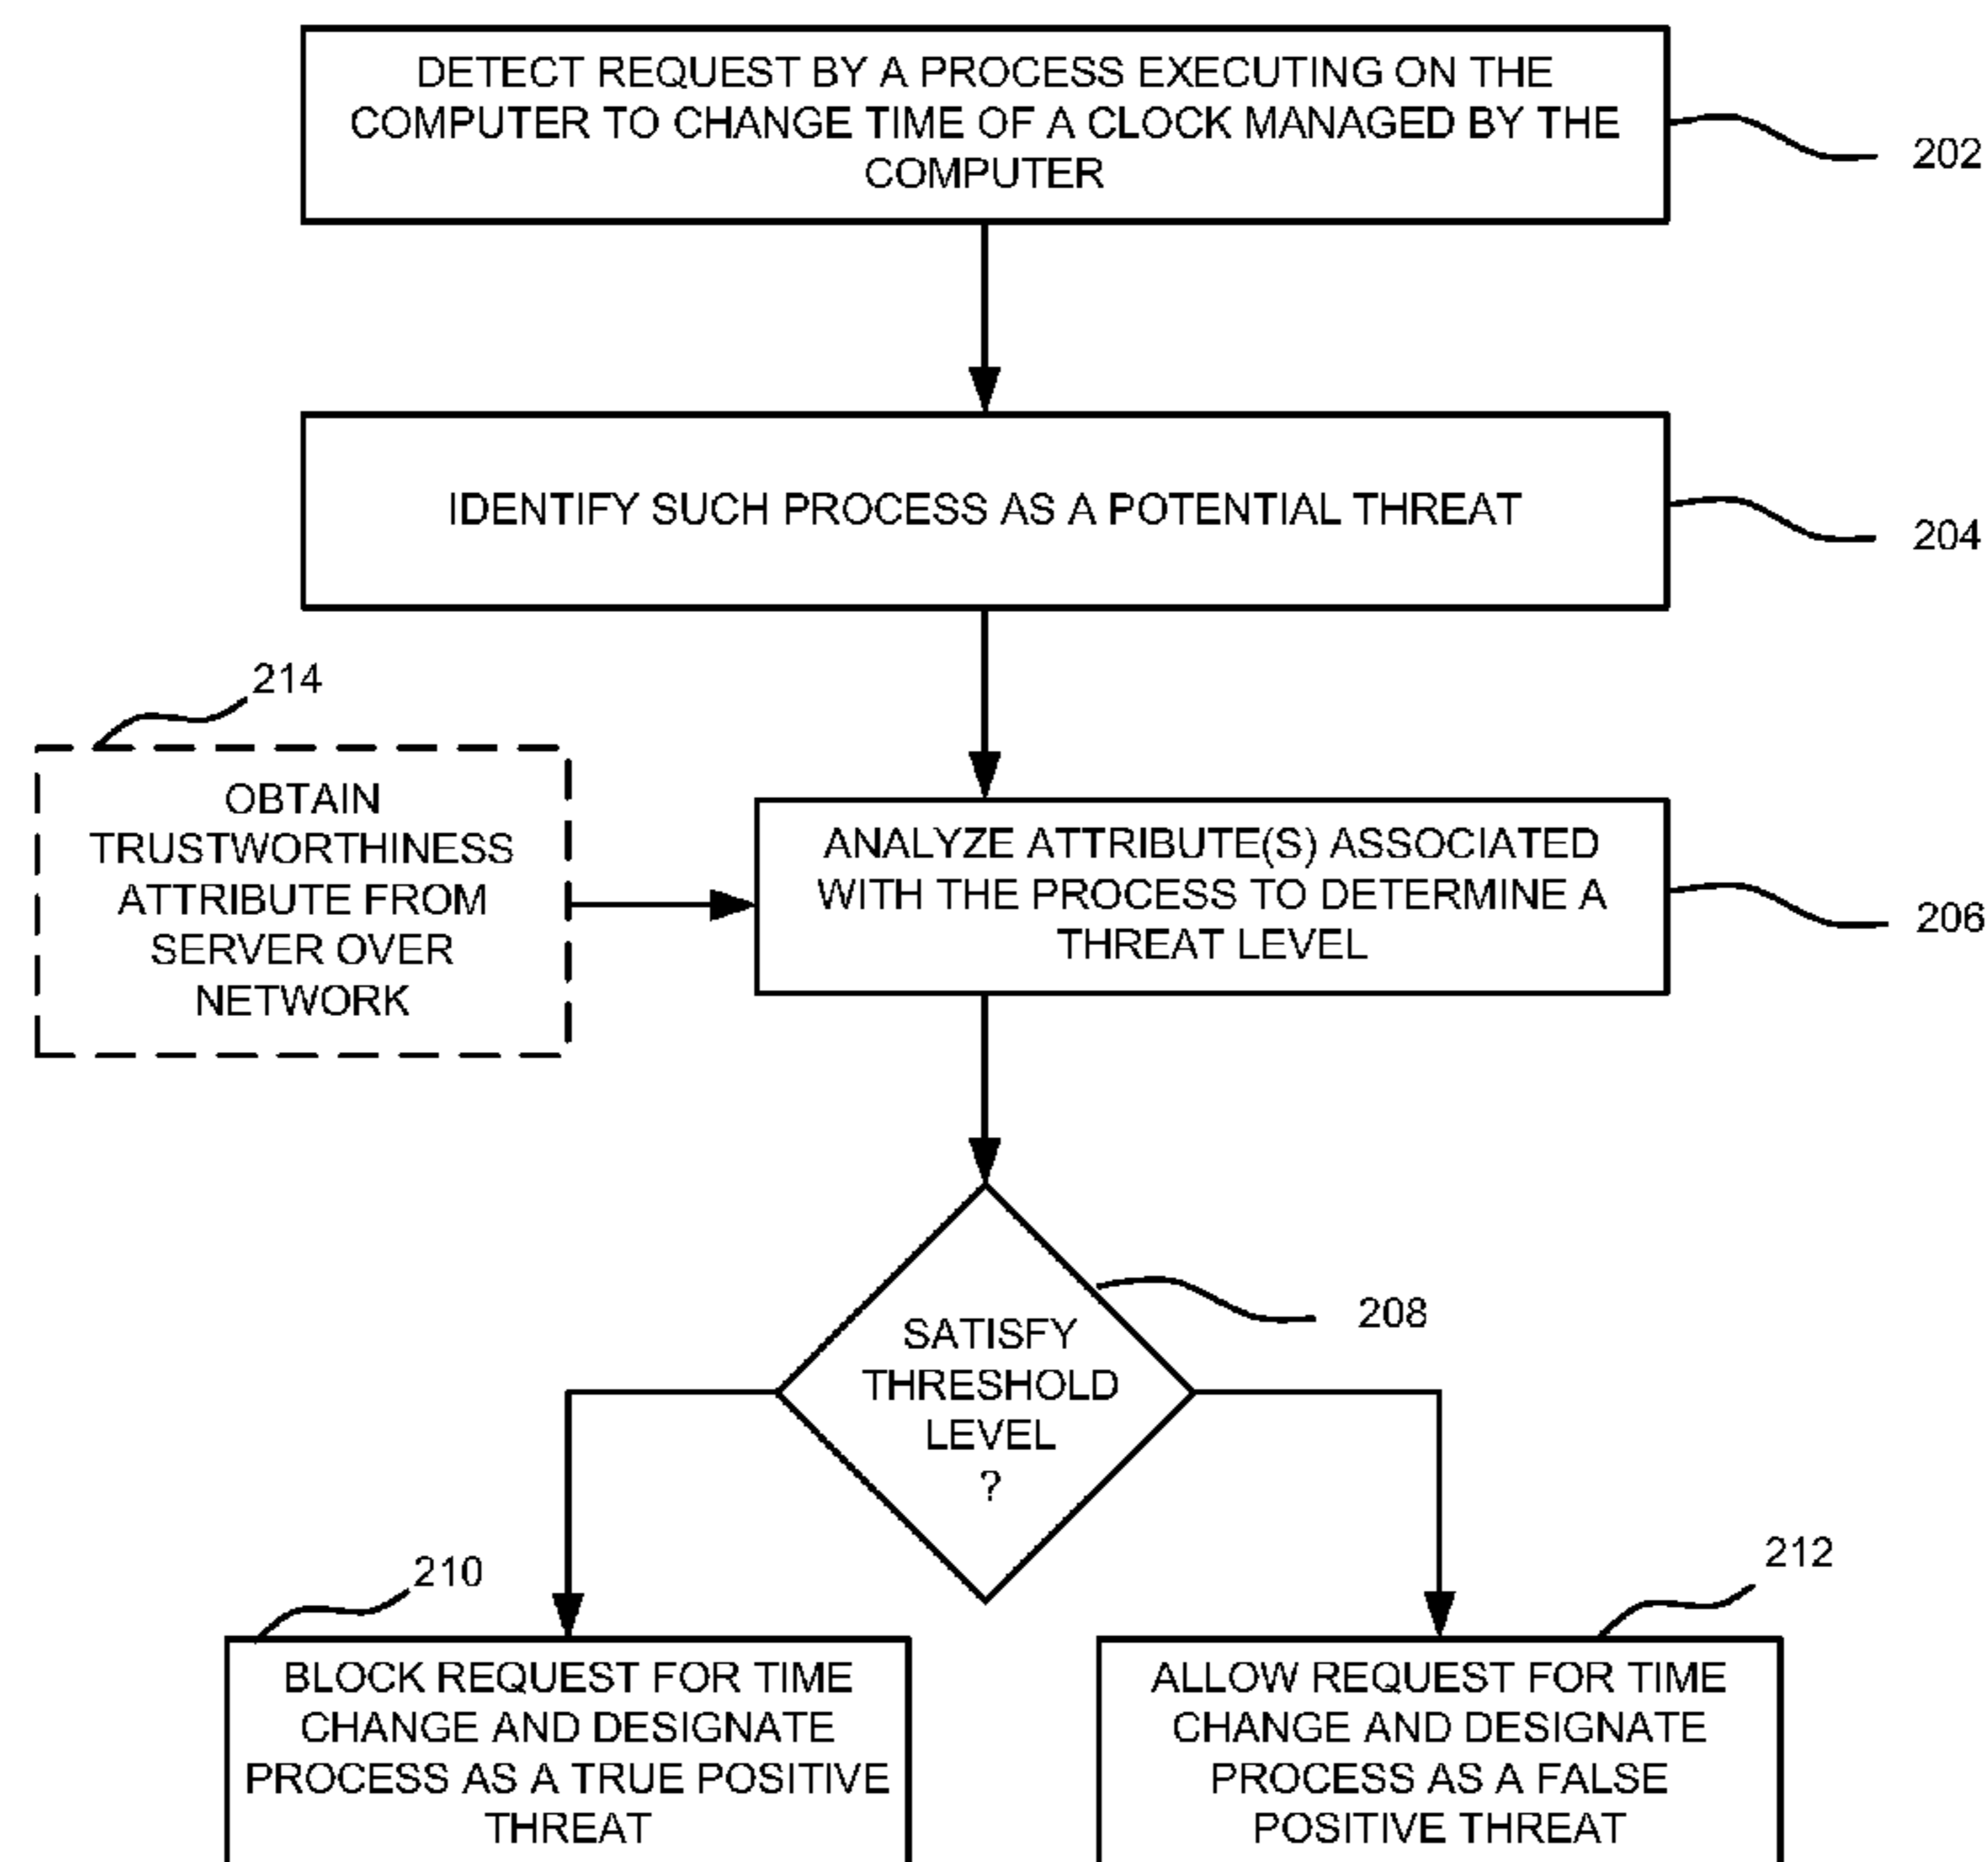 DETECT REQUEST BY A PROCESS EXECUTING ON THE
COMPUTER TO CHANGE TIME OF A CLOCK MANAGED BY THE
COMPUTER
202
IDENTIFY SUCH PROCESS AS A POTENTIAL THREAT
204
214
OBTAIN
TRUSTWORTHINESS
ATTRIBUTE FROM
SERVER OVER
NETWORK
ANALYZE ATTRIBUTE(S) ASSOCIATED
WITH THE PROCESS TO DETERMINE A
THREAT LEVEL
206
SATISFY
THRESHOLD
LEVEL
?
208
210
BLOCK REQUEST FOR TIME
CHANGE AND DESIGNATE
PROCESS AS A TRUE POSITIVE
THREAT
212
ALLOW REQUEST FOR TIME
CHANGE AND DESIGNATE
PROCESS AS A FALSE
POSITIVE THREAT